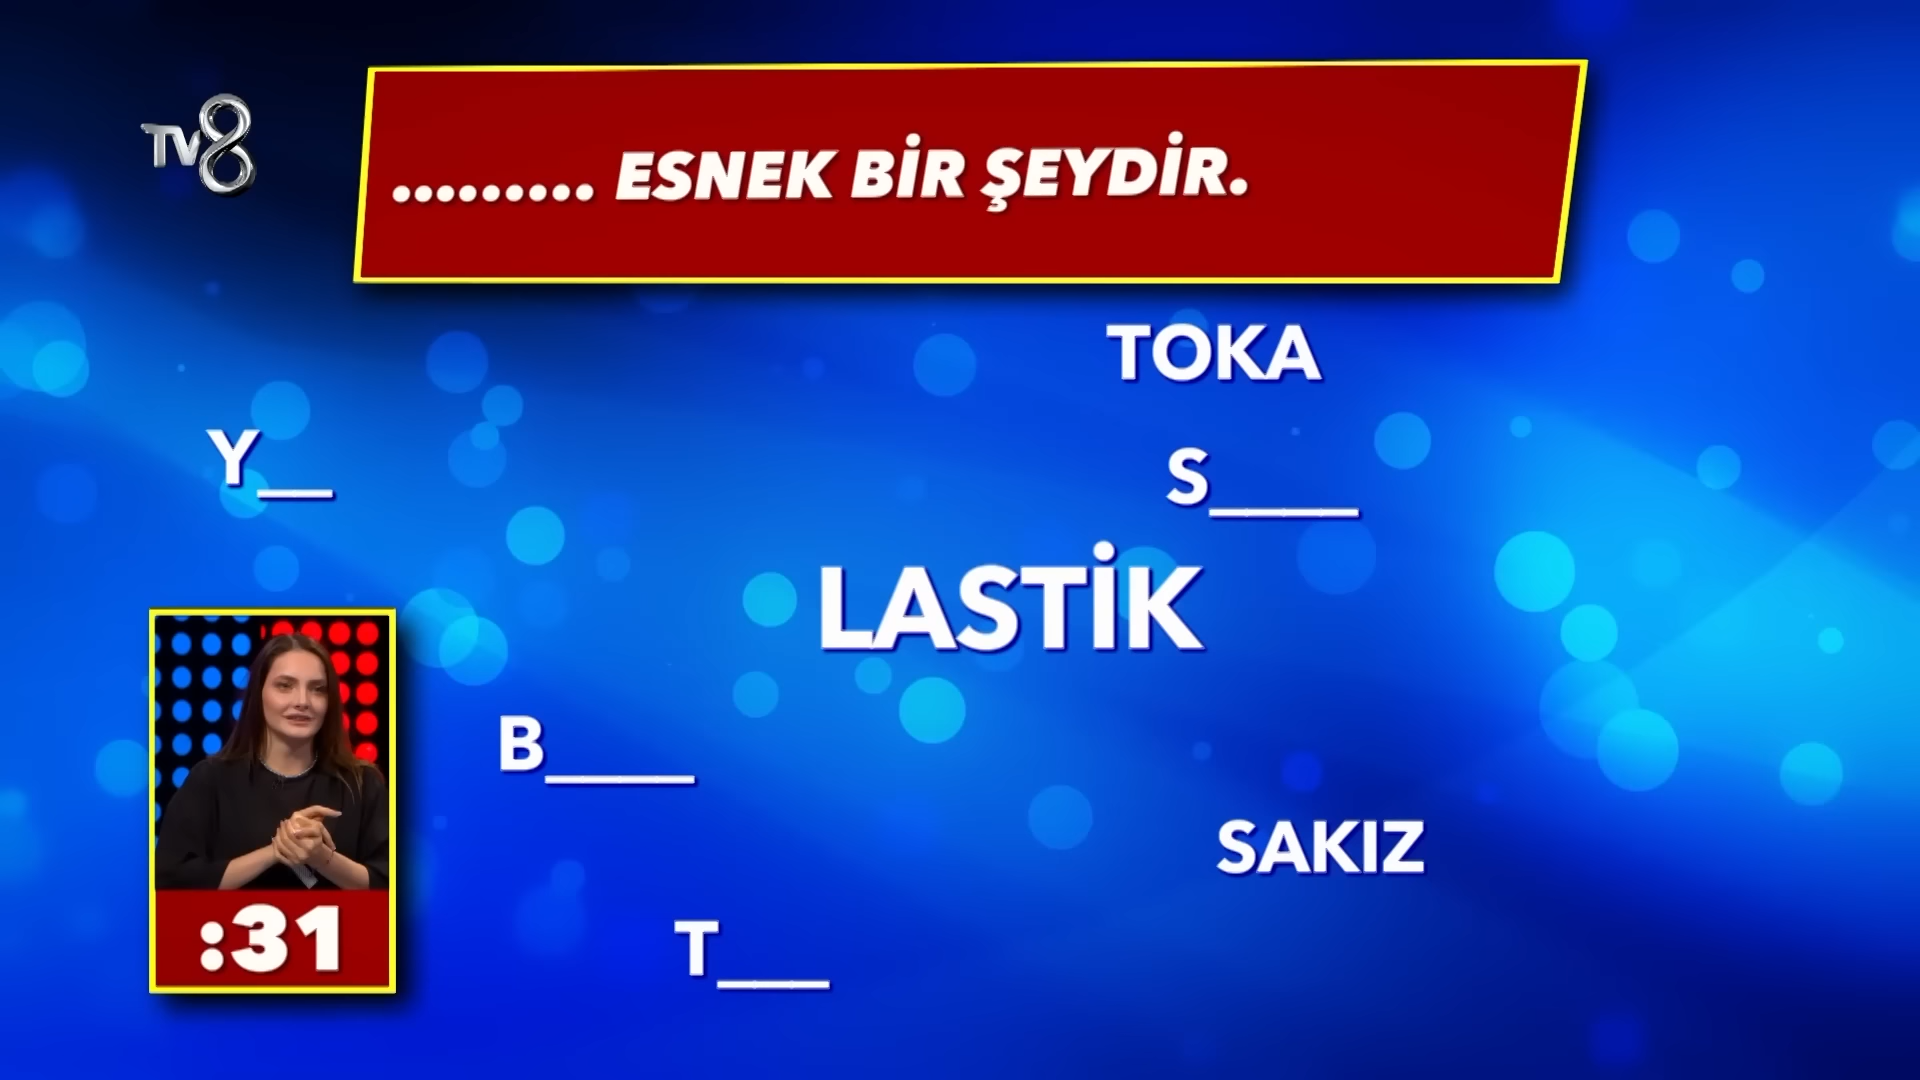 TV8
......... ESNEK BİR ŞEYDİR.
TOKA
Y__
S____
LASTİK
B____
SAKIZ
T___
:31